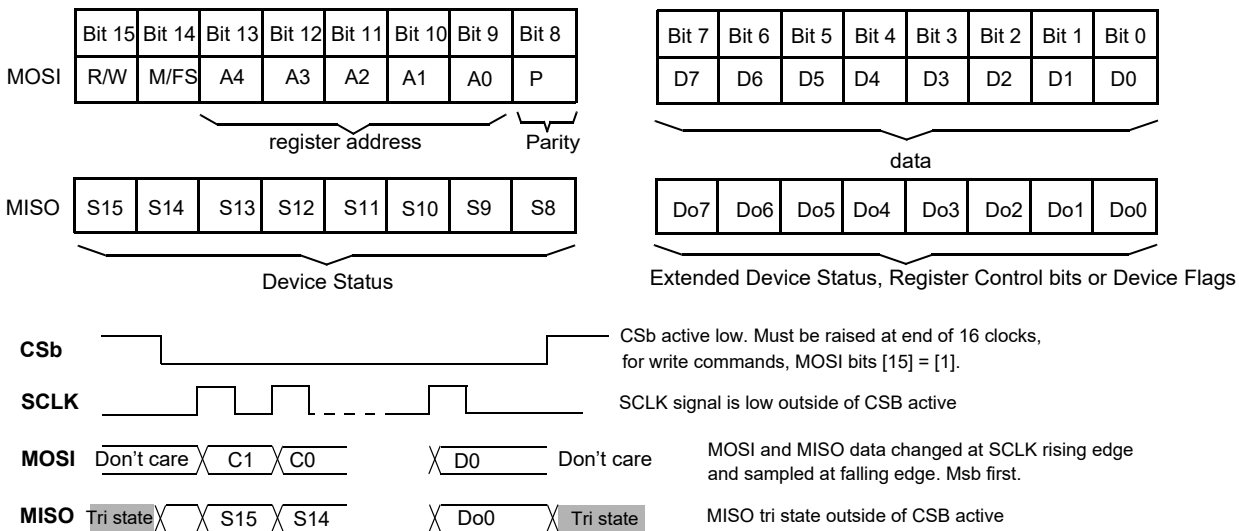 Bit 15 Bit 14 Bit 13 Bit 12 Bit 11 Bit 10 Bit 9 Bit 8 Bit 7 Bit 6 Bit 5 Bit 4 Bit 3 Bit 2 Bit 1 Bit 0
MOSI R/W M/FS A4 A3 A2 A1 A0 P D7 D6 D5 D4 D3 D2 D1 D0
register address Parity data
MISO S15 S14 S13 S12 S11 S10 S9 S8 Do7 Do6 Do5 Do4 Do3 Do2 Do1 Do0
Device Status Extended Device Status, Register Control bits or Device Flags
CSb
CSb active low. Must be raised at end of 16 clocks,
for write commands, MOSI bits [15] = [1].
SCLK SCLK signal is low outside of CSB active
MOSI Don't care C1 C0 D0 Don't care
MOSI and MISO data changed at SCLK rising edge
and sampled at falling edge. Msb first.
MISO Tri state S15 S14 Do0 Tri state MISO tri state outside of CSB active